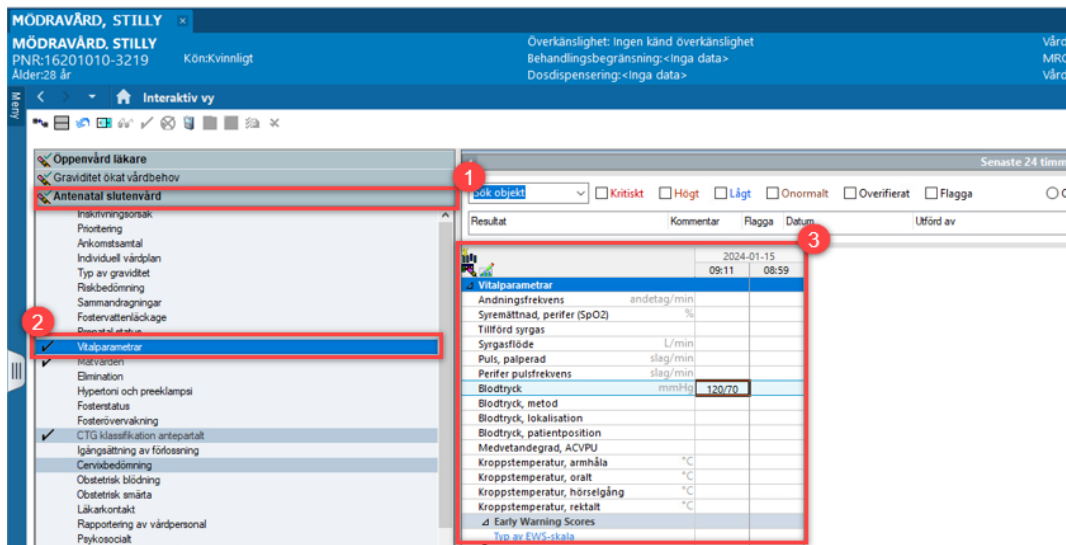 MÖDRAVÅRD, STILLY ×
MÖDRAVÅRD, STILLY
PNR:16201010-3219 Kön:Kvinnligt
Ålder:28 år
Överkänslighet: Ingen känd överkänslighet
Behandlingsbegränsning:<Inga data>
Dosdispensering:<Inga data>
Vård
MRC
Vård
Meny
Interaktiv vy
Öppenvård läkare
Graviditet ökat vårdbehov
1
Antenatal slutenvård
Inskrivningsorsak
Prioritering
Ankomstsamtal
Individuell vårdplan
Typ av graviditet
Riskbedömning
Sammandragningar
Fostervattenläckage
2
Prenatal status
Vitalparametrar
Mätvärden
Elimination
Hypertoni och preeklampsi
Fosterstatus
Fosterövervakning
CTG klassifikation antepartalt
Igångsättning av förlossning
Cervixbedömning
Obstetrisk blödning
Obstetrisk smärta
Läkarkontakt
Rapportering av vårdpersonal
Psykosocialt
Senaste 24 timm
Sök objekt Kritiskt Högt Lågt Onormalt Overifierat Flagga
Resultat Kommentar Flagga Datum Utförd av
3
2024-01-15
09:11 08:59
Vitalparametrar
Andningsfrekvens andetag/min
Syremättnad, perifer (SpO2) %
Tillförd syrgas
Syrgasflöde L/min
Puls, palperad slag/min
Perifer pulsfrekvens slag/min
Blodtryck mmHg 120/70
Blodtryck, metod
Blodtryck, lokalisation
Blodtryck, patientposition
Medvetandegrad, ACVPU
Kroppstemperatur, armhåla °C
Kroppstemperatur, oralt °C
Kroppstemperatur, hörselgång °C
Kroppstemperatur, rektalt °C
Early Warning Scores
Typ av EWS-skala